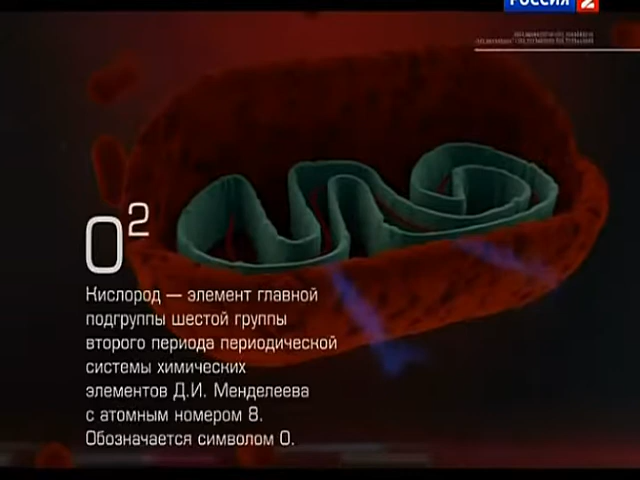 РОССИЯ 2
O²
Кислород — элемент главной
подгруппы шестой группы
второго периода периодической
системы химических
элементов Д.И. Менделеева
с атомным номером 8.
Обозначается символом O.